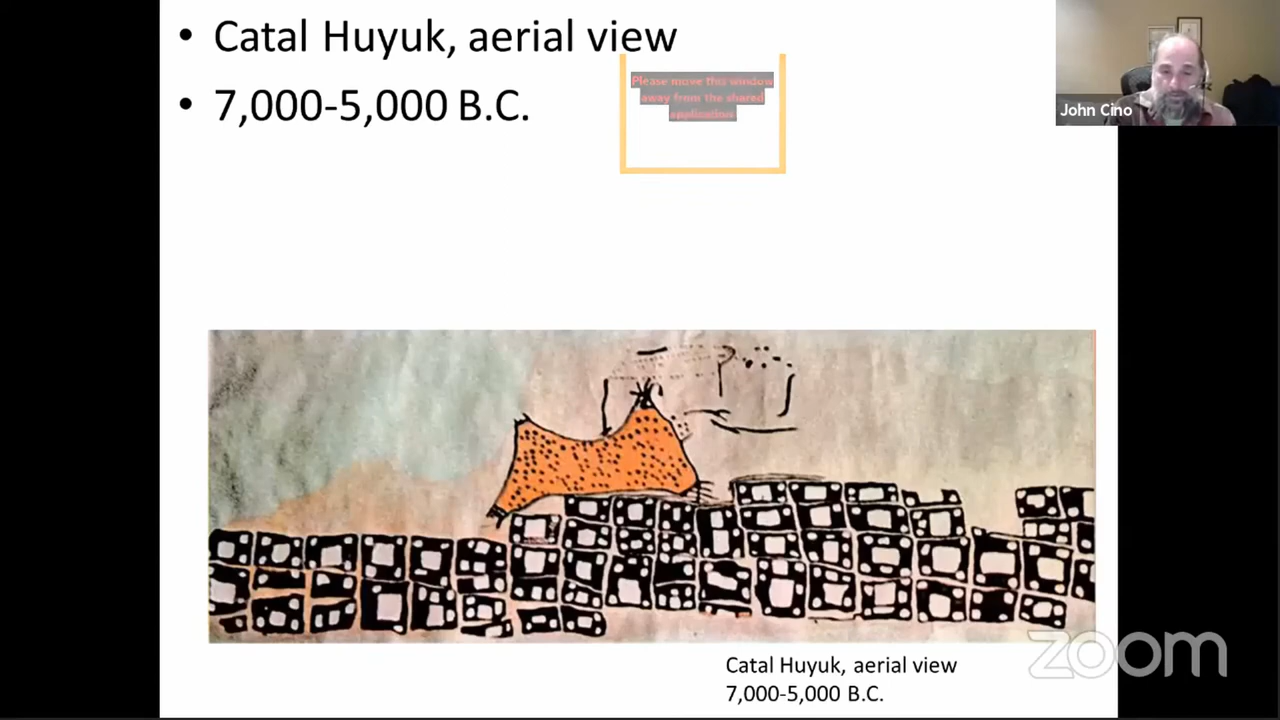 • Catal Huyuk, aerial view
• 7,000-5,000 B.C.
Please move this window
away from the shared
application.
John Cino
Catal Huyuk, aerial view
7,000-5,000 B.C.
zoom